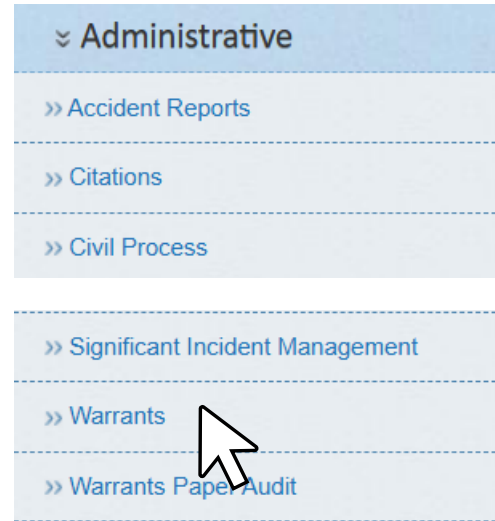 Administrative
Accident Reports
Citations
Civil Process
Significant Incident Management
Warrants
Warrants Paper Audit